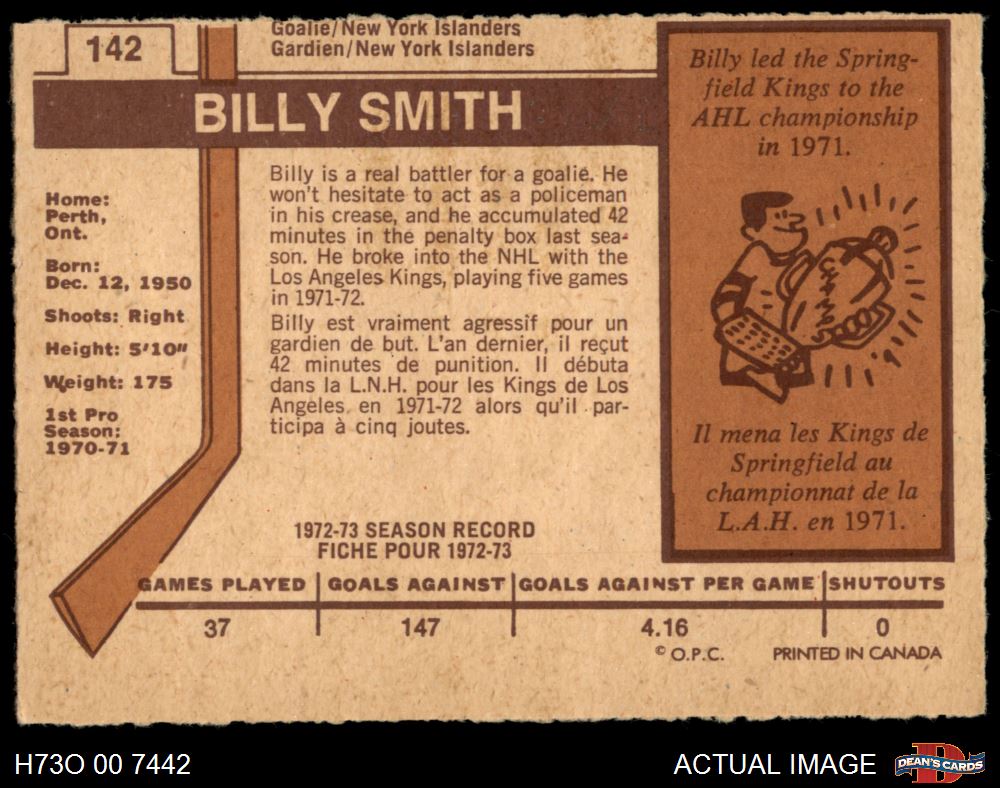 142
Goalie/New York Islanders
Gardien/New York Islanders
BILLY SMITH
Home:
Perth,
Ont.
Born:
Dec. 12, 1950
Shoots: Right
Height: 5'10"
Weight: 175
1st Pro
Season:
1970-71
Billy is a real battler for a goalie. He
won't hesitate to act as a policeman
in his crease, and he accumulated 42
minutes in the penalty box last sea-
son. He broke into the NHL with the
Los Angeles Kings, playing five games
in 1971-72.
Billy est vraiment agressif pour un
gardien de but. L'an dernier, il reçut
42 minutes de punition. Il débuta
dans la L.N.H. pour les Kings de Los
Angeles en 1971-72 alors qu'il par-
ticipa à cinq joutes.
Billy led the Spring-
field Kings to the
AHL championship
in 1971.
Il mena les Kings de
Springfield au
championnat de la
L.A.H. en 1971.
1972-73 SEASON RECORD
FICHE POUR 1972-73
GAMES PLAYED GOALS AGAINST GOALS AGAINST PER GAME SHUTOUTS
37 147 4.16 0
© O.P.C. PRINTED IN CANADA
H73O 00 7442 ACTUAL IMAGE D DEAN'S CARDS